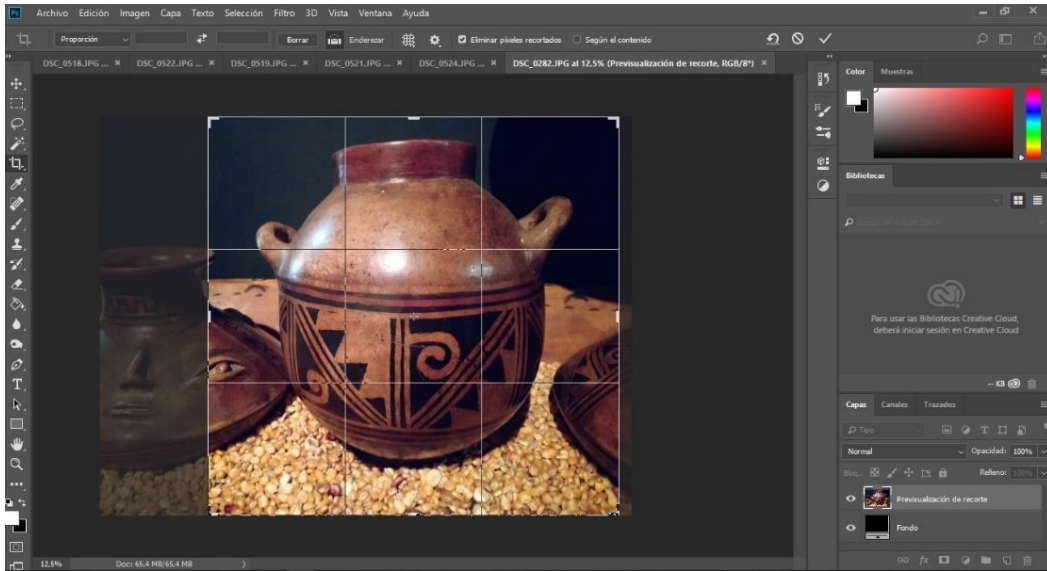 Ps Archivo Edición Imagen Capa Texto Selección Filtro 3D Vista Ventana Ayuda
Proporción Borrar Enderezar Eliminar píxeles recortados Según el contenido
DSC_0518.JPG ... × DSC_0522.JPG ... × DSC_0519.JPG ... × DSC_0521.JPG ... × DSC_0524.JPG ... × DSC_0282.JPG al 12,5% (Previsualización de recorte, RGB/8*) ×
Color Muestras
Bibliotecas
Para usar las Bibliotecas Creative Cloud,
deberá iniciar sesión en Creative Cloud
-- KB
Capas Canales Trazados
Tipo
Normal Opacidad: 100%
Bloq.: Relleno: 100%
Previsualización de recorte
Fondo
12,5% Doc: 65,4 MB/65,4 MB